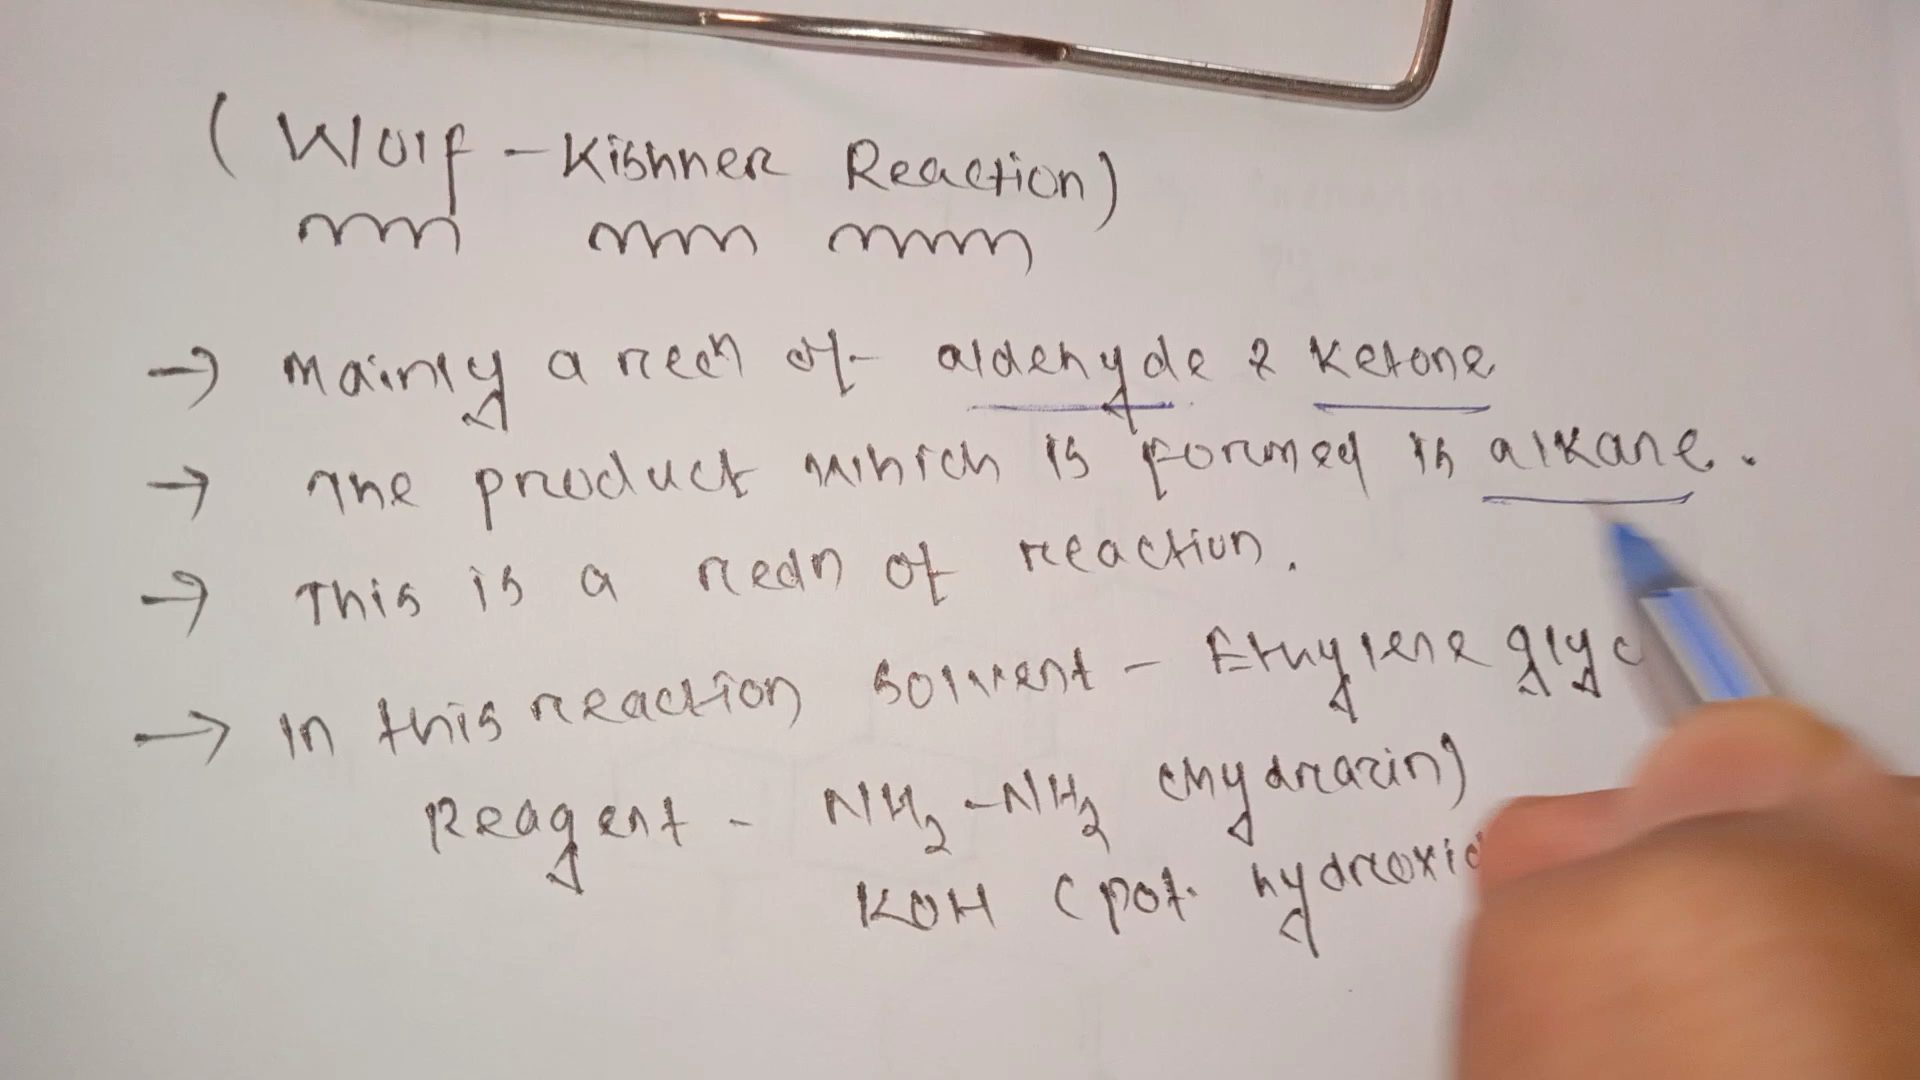 (Wolf-Kishner Reaction)
→ Mainly a recn of aldehyde & Ketone
→ The product which is formed is alkane.
→ This is a redn of reaction.
→ In this reaction solvent - Ethylene glyc
Reagent - NH2-NH2 (hydrazin)
KOH (pot. hydroxid